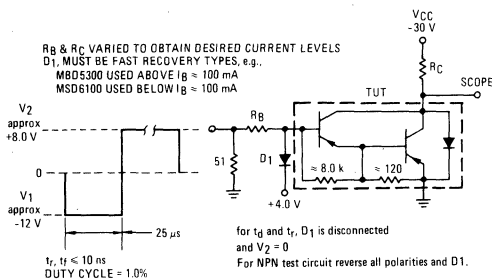 RB & RC VARIED TO OBTAIN DESIRED CURRENT LEVELS
D1, MUST BE FAST RECOVERY TYPES, e.g.,
MBD5300 USED ABOVE IB ≈ 100 mA
MSD6100 USED BELOW IB ≈ 100 mA
VCC
-30 V
RC
SCOPE
TUT
V2
approx
+8.0 V
0
V1
approx
-12 V
RB
51
D1
≈ 8.0 k
≈ 120
+4.0 V
25 μs
tr, tf ≤ 10 ns
DUTY CYCLE = 1.0%
for td and tr, D1 is disconnected
and V2 = 0
For NPN test circuit reverse all polarities and D1.